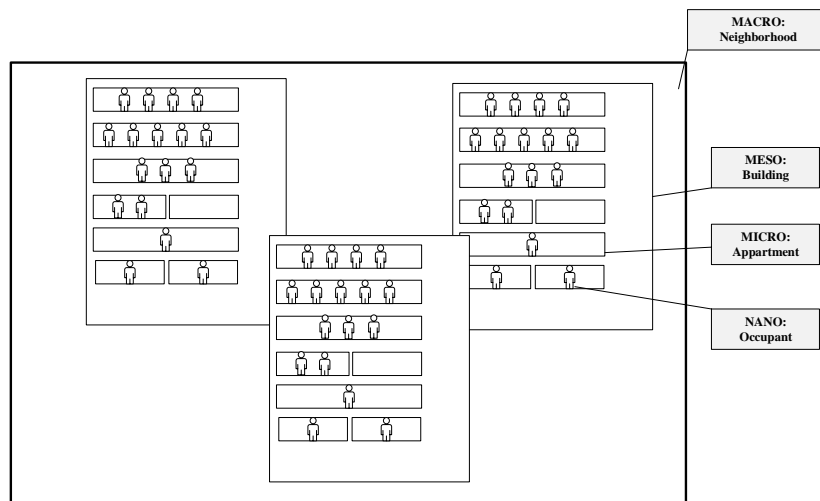 MACRO:
Neighborhood
MESO:
Building
MICRO:
Appartment
NANO:
Occupant